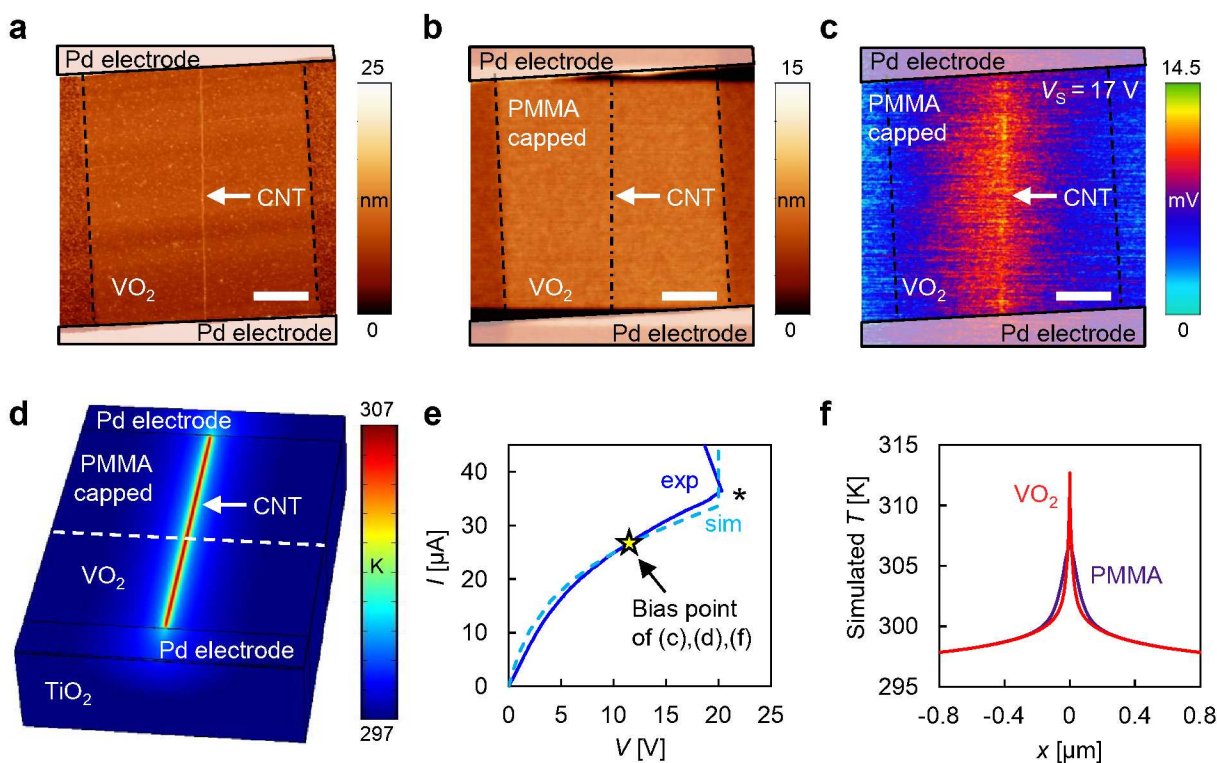 a
Pd electrode
25
nm
CNT
VO₂
Pd electrode
0
b
Pd electrode
15
PMMA
capped
nm
CNT
VO₂
Pd electrode
0
c
Pd electrode
14.5
V_S = 17 V
PMMA
capped
CNT
mV
VO₂
Pd electrode
0
d
307
Pd electrode
PMMA
capped
CNT
K
VO₂
Pd electrode
TiO₂
297
e
40
exp
*
30
sim
I [µA]
20
Bias point
of (c),(d),(f)
10
0
0 5 10 15 20 25
V [V]
f
315
VO₂
310
Simulated T [K]
305
PMMA
300
295
-0.8 -0.4 0 0.4 0.8
x [µm]